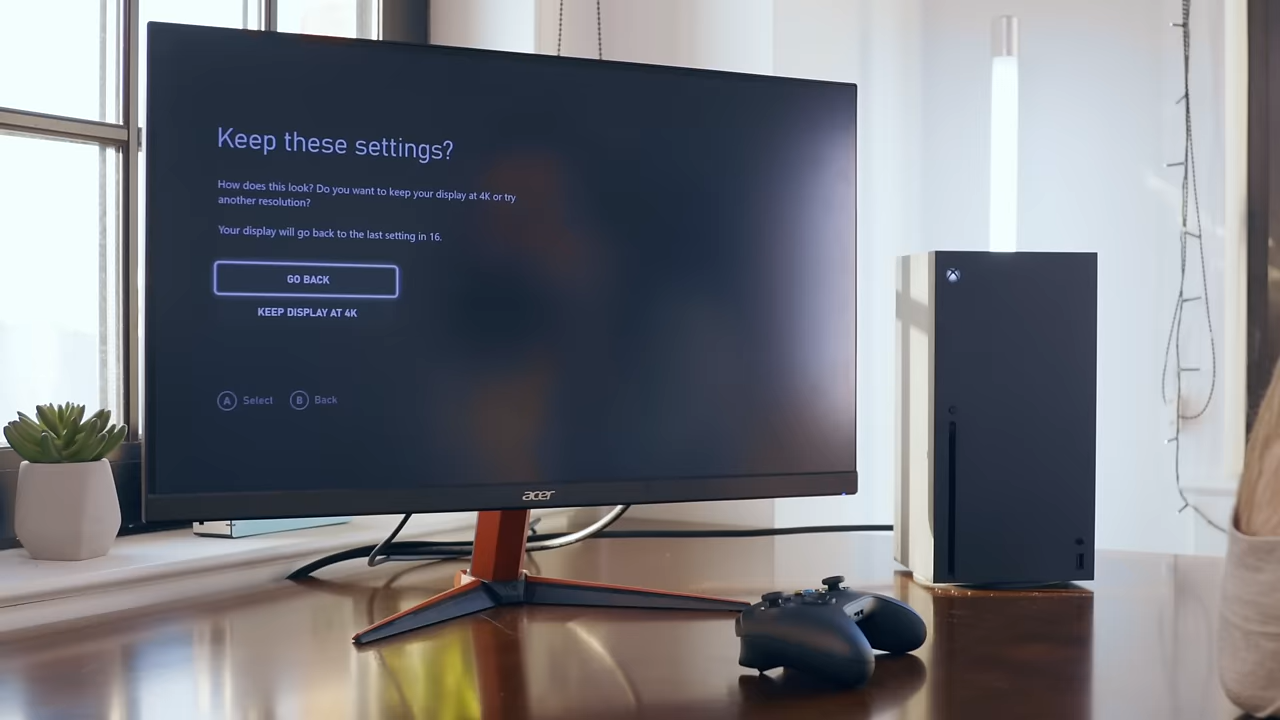 Keep these settings?
How does this look? Do you want to keep your display at 4K or try
another resolution?
Your display will go back to the last setting in 16.
GO BACK
KEEP DISPLAY AT 4K
A Select B Back
acer